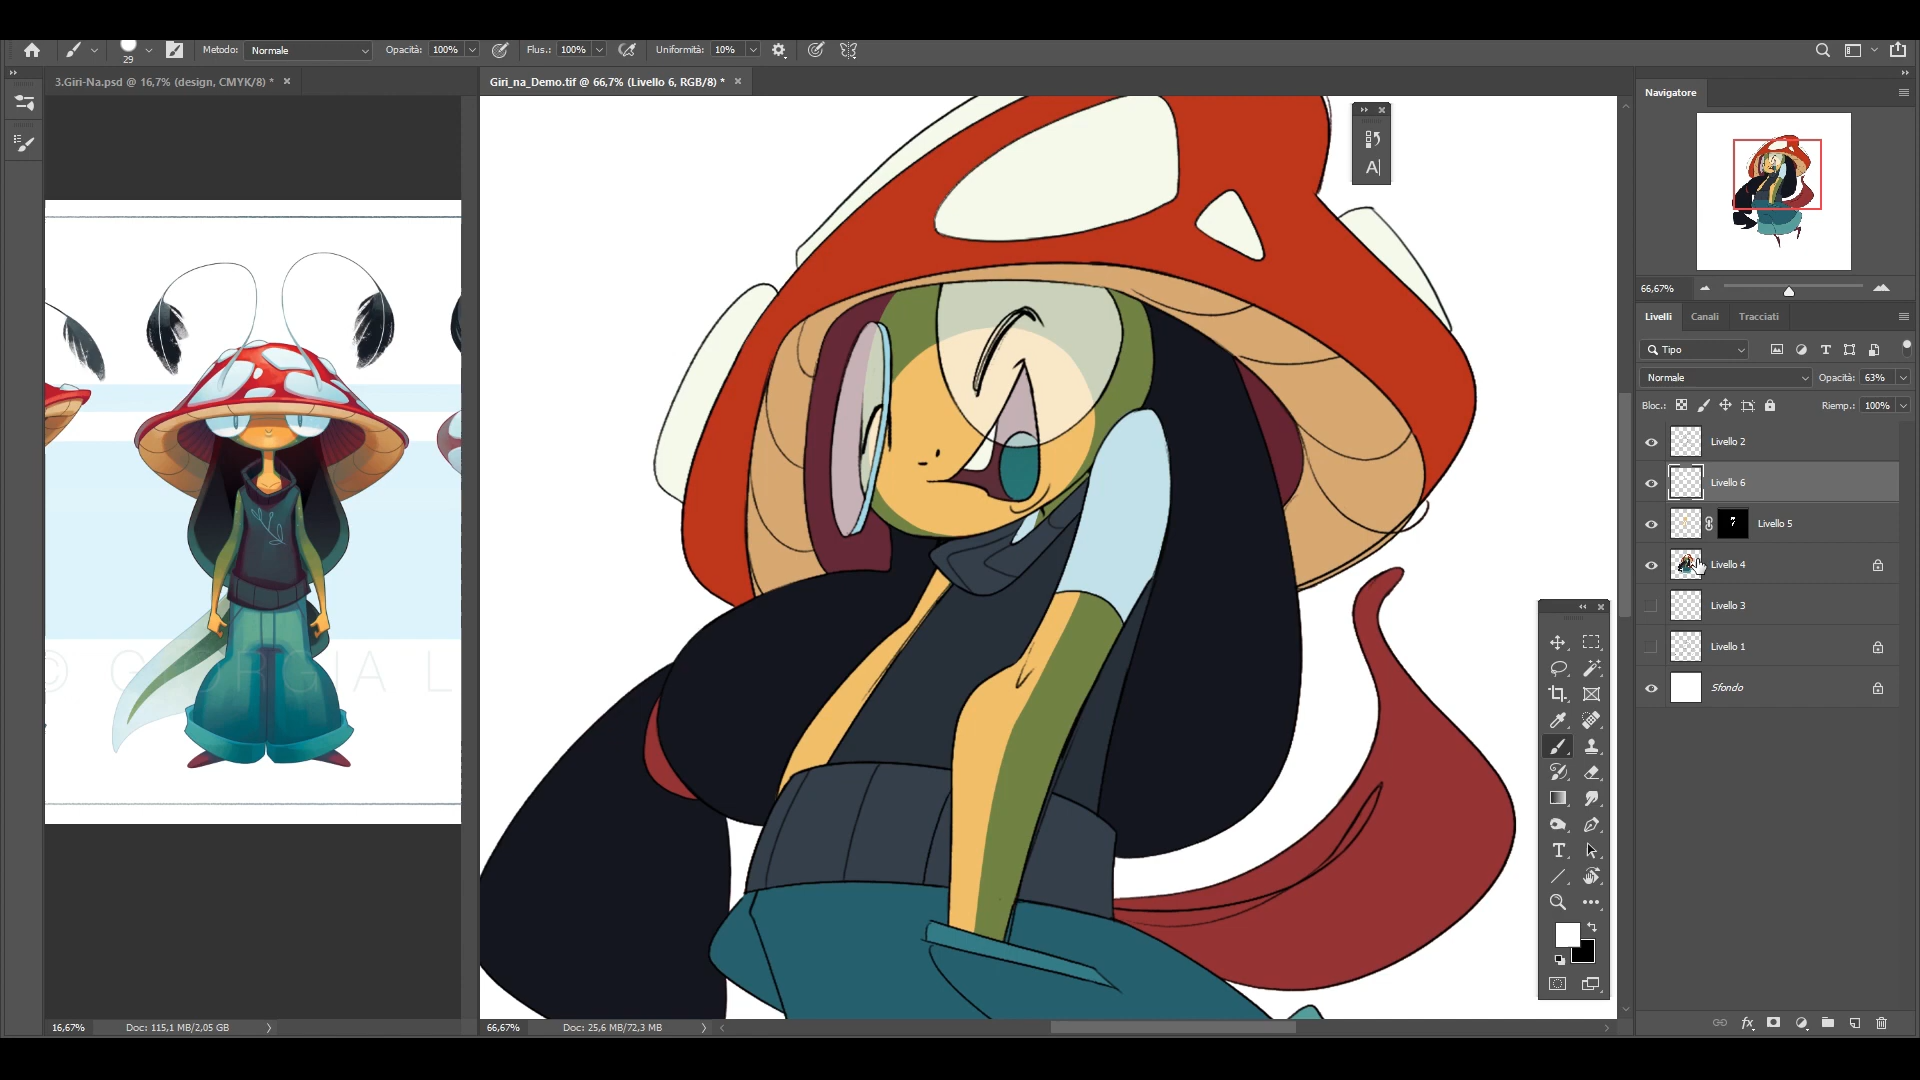 Metodo: Normale Opacità: 100% Flus.: 100% Uniformità: 10%
29
3.Giri-Na.psd @ 16,7% (design, CMYK/8) *
Giri_na_Demo.tif @ 66,7% (Livello 6, RGB/8) *
Navigatore
66,67%
Livelli Canali Tracciati
Tipo
Normale Opacità: 63%
Bloc.: Riemp.: 100%
Livello 2
Livello 6
Livello 5
Livello 4
Livello 3
Livello 1
Sfondo
© GIORGIA L
16,67% Doc: 115,1 MB/2,05 GB
66,67% Doc: 25,6 MB/72,3 MB